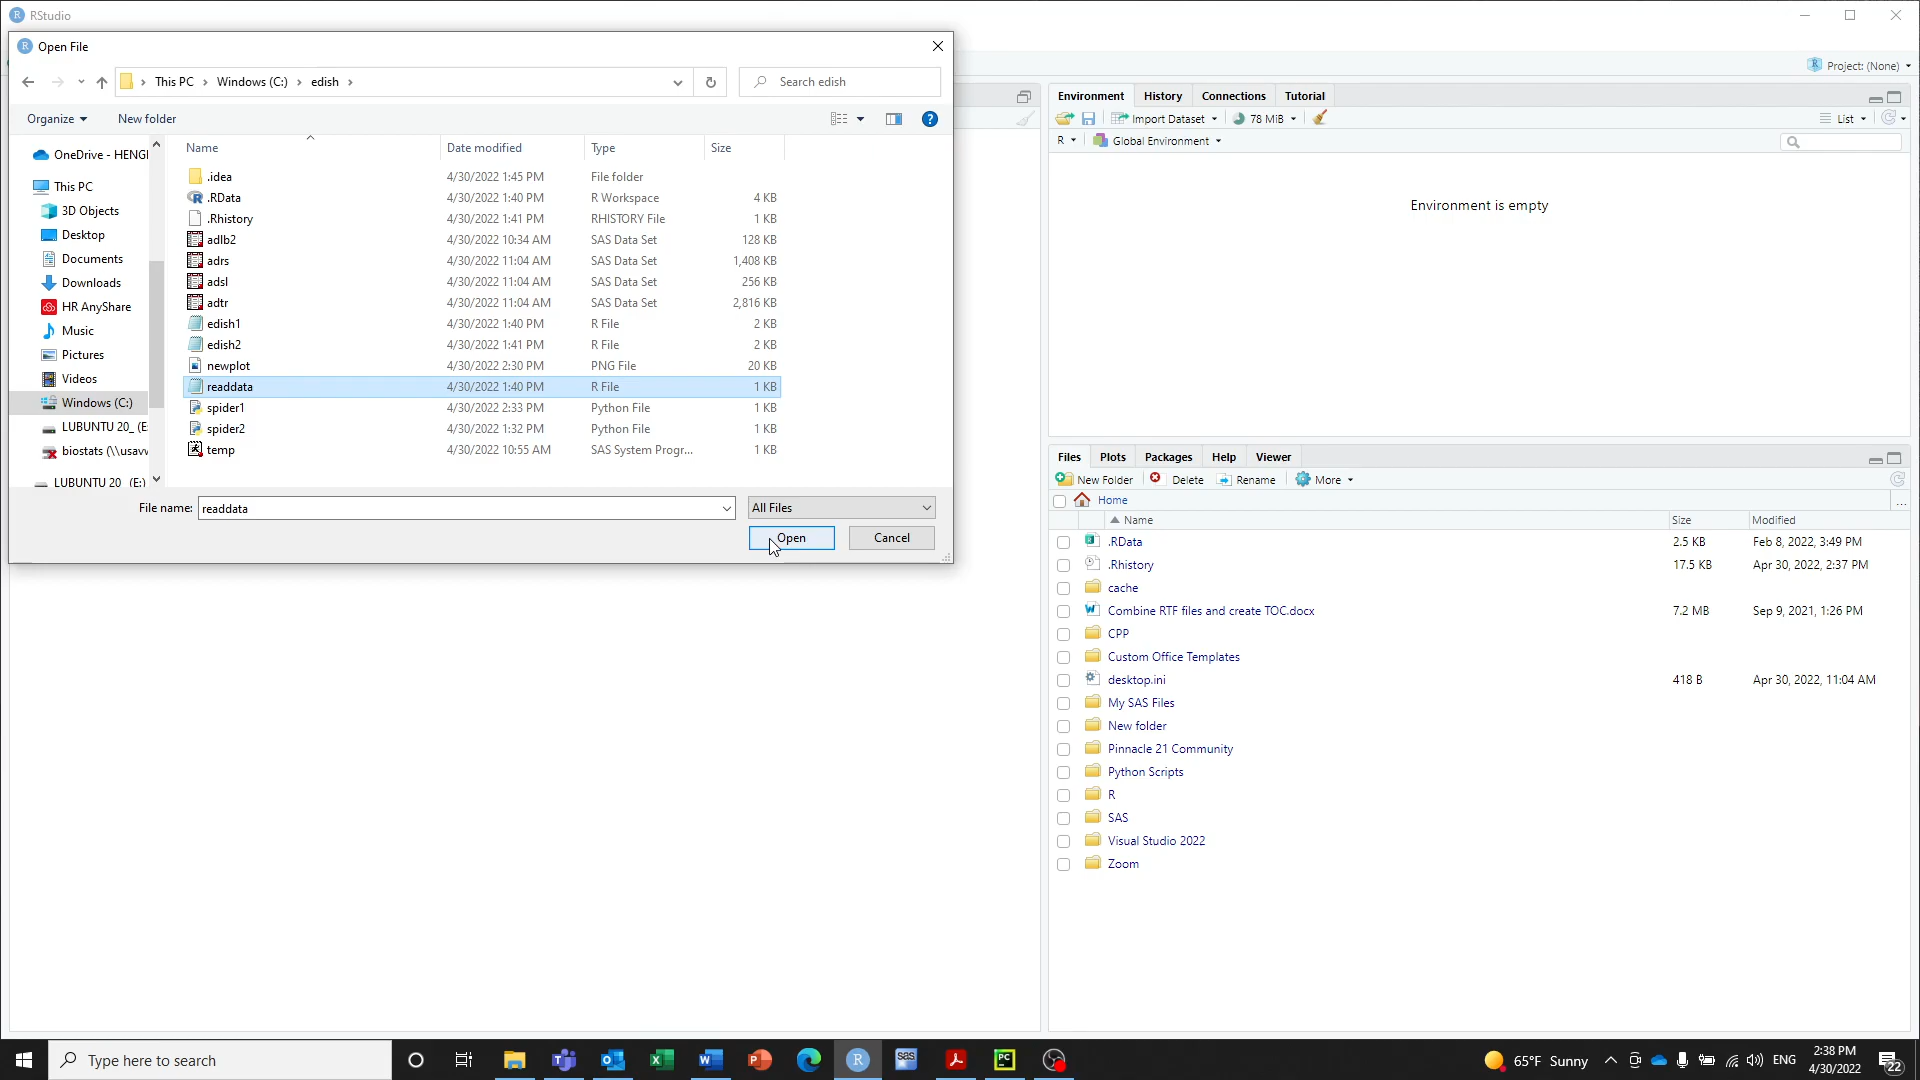 RStudio
Open File
This PC > Windows (C:) > edish >
Search edish
Project: (None)
Organize
New folder
Name Date modified Type Size
OneDrive - HENGI
This PC
3D Objects
Desktop
Documents
Downloads
HR AnyShare
Music
Pictures
Videos
Windows (C:)
LUBUNTU 20_ (E:
LUBUNTU 20 (E:)
.idea 4/30/2022 1:45 PM File folder
.RData 4/30/2022 1:40 PM R Workspace 4 KB
.Rhistory 4/30/2022 1:41 PM RHISTORY File 1 KB
adlb2 4/30/2022 10:34 AM SAS Data Set 128 KB
adrs 4/30/2022 11:04 AM SAS Data Set 1,408 KB
adsl 4/30/2022 11:04 AM SAS Data Set 256 KB
adtr 4/30/2022 11:04 AM SAS Data Set 2,816 KB
edish1 4/30/2022 1:40 PM R File 2 KB
edish2 4/30/2022 1:41 PM R File 2 KB
newplot 4/30/2022 2:30 PM PNG File 20 KB
readdata 4/30/2022 1:40 PM R File 1 KB
spider1 4/30/2022 2:33 PM Python File 1 KB
spider2 4/30/2022 1:32 PM Python File 1 KB
temp 4/30/2022 10:55 AM SAS System Progr... 1 KB
File name: readdata
All Files
Open
Cancel
Environment History Connections Tutorial
Import Dataset 78 MiB List
R Global Environment
Environment is empty
Files Plots Packages Help Viewer
New Folder Delete Rename More
Home ...
Name Size Modified
.RData 2.5 KB Feb 8, 2022, 3:49 PM
.Rhistory 17.5 KB Apr 30, 2022, 2:37 PM
cache
Combine RTF files and create TOC.docx 7.2 MB Sep 9, 2021, 1:26 PM
CPP
Custom Office Templates
desktop.ini 418 B Apr 30, 2022, 11:04 AM
My SAS Files
New folder
Pinnacle 21 Community
Python Scripts
R
SAS
Visual Studio 2022
Zoom
Type here to search
65°F Sunny
ENG
2:38 PM
4/30/2022
22